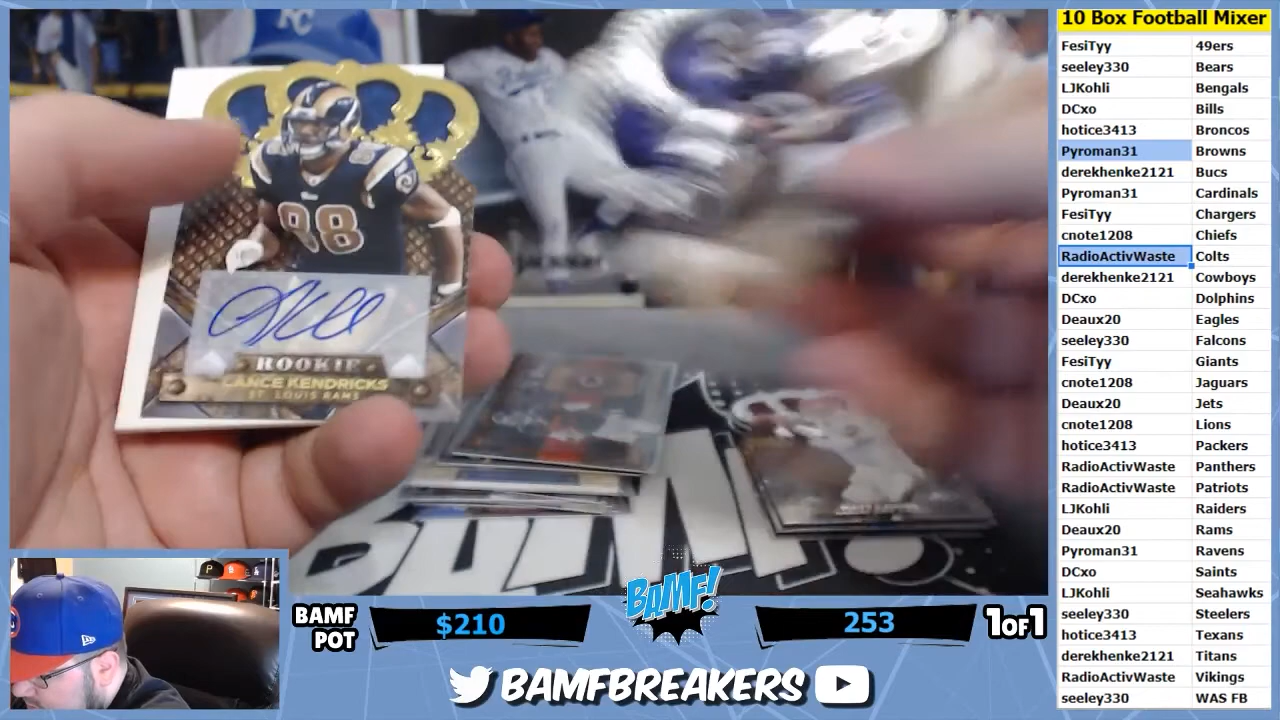 88
ROOKIE
LANCE KENDRICKS
ST. LOUIS RAMS
10 Box Football Mixer
FesiTyy 49ers
seeley330 Bears
LJKohli Bengals
DCxo Bills
hotice3413 Broncos
Pyroman31 Browns
derekhenke2121 Bucs
Pyroman31 Cardinals
FesiTyy Chargers
cnote1208 Chiefs
RadioActivWaste Colts
derekhenke2121 Cowboys
DCxo Dolphins
Deaux20 Eagles
seeley330 Falcons
FesiTyy Giants
cnote1208 Jaguars
Deaux20 Jets
cnote1208 Lions
hotice3413 Packers
RadioActivWaste Panthers
RadioActivWaste Patriots
LJKohli Raiders
Deaux20 Rams
Pyroman31 Ravens
DCxo Saints
LJKohli Seahawks
seeley330 Steelers
hotice3413 Texans
derekhenke2121 Titans
RadioActivWaste Vikings
seeley330 WAS FB
BAMF POT
$210
BAMF!
253
1OF1
BAMFBREAKERS